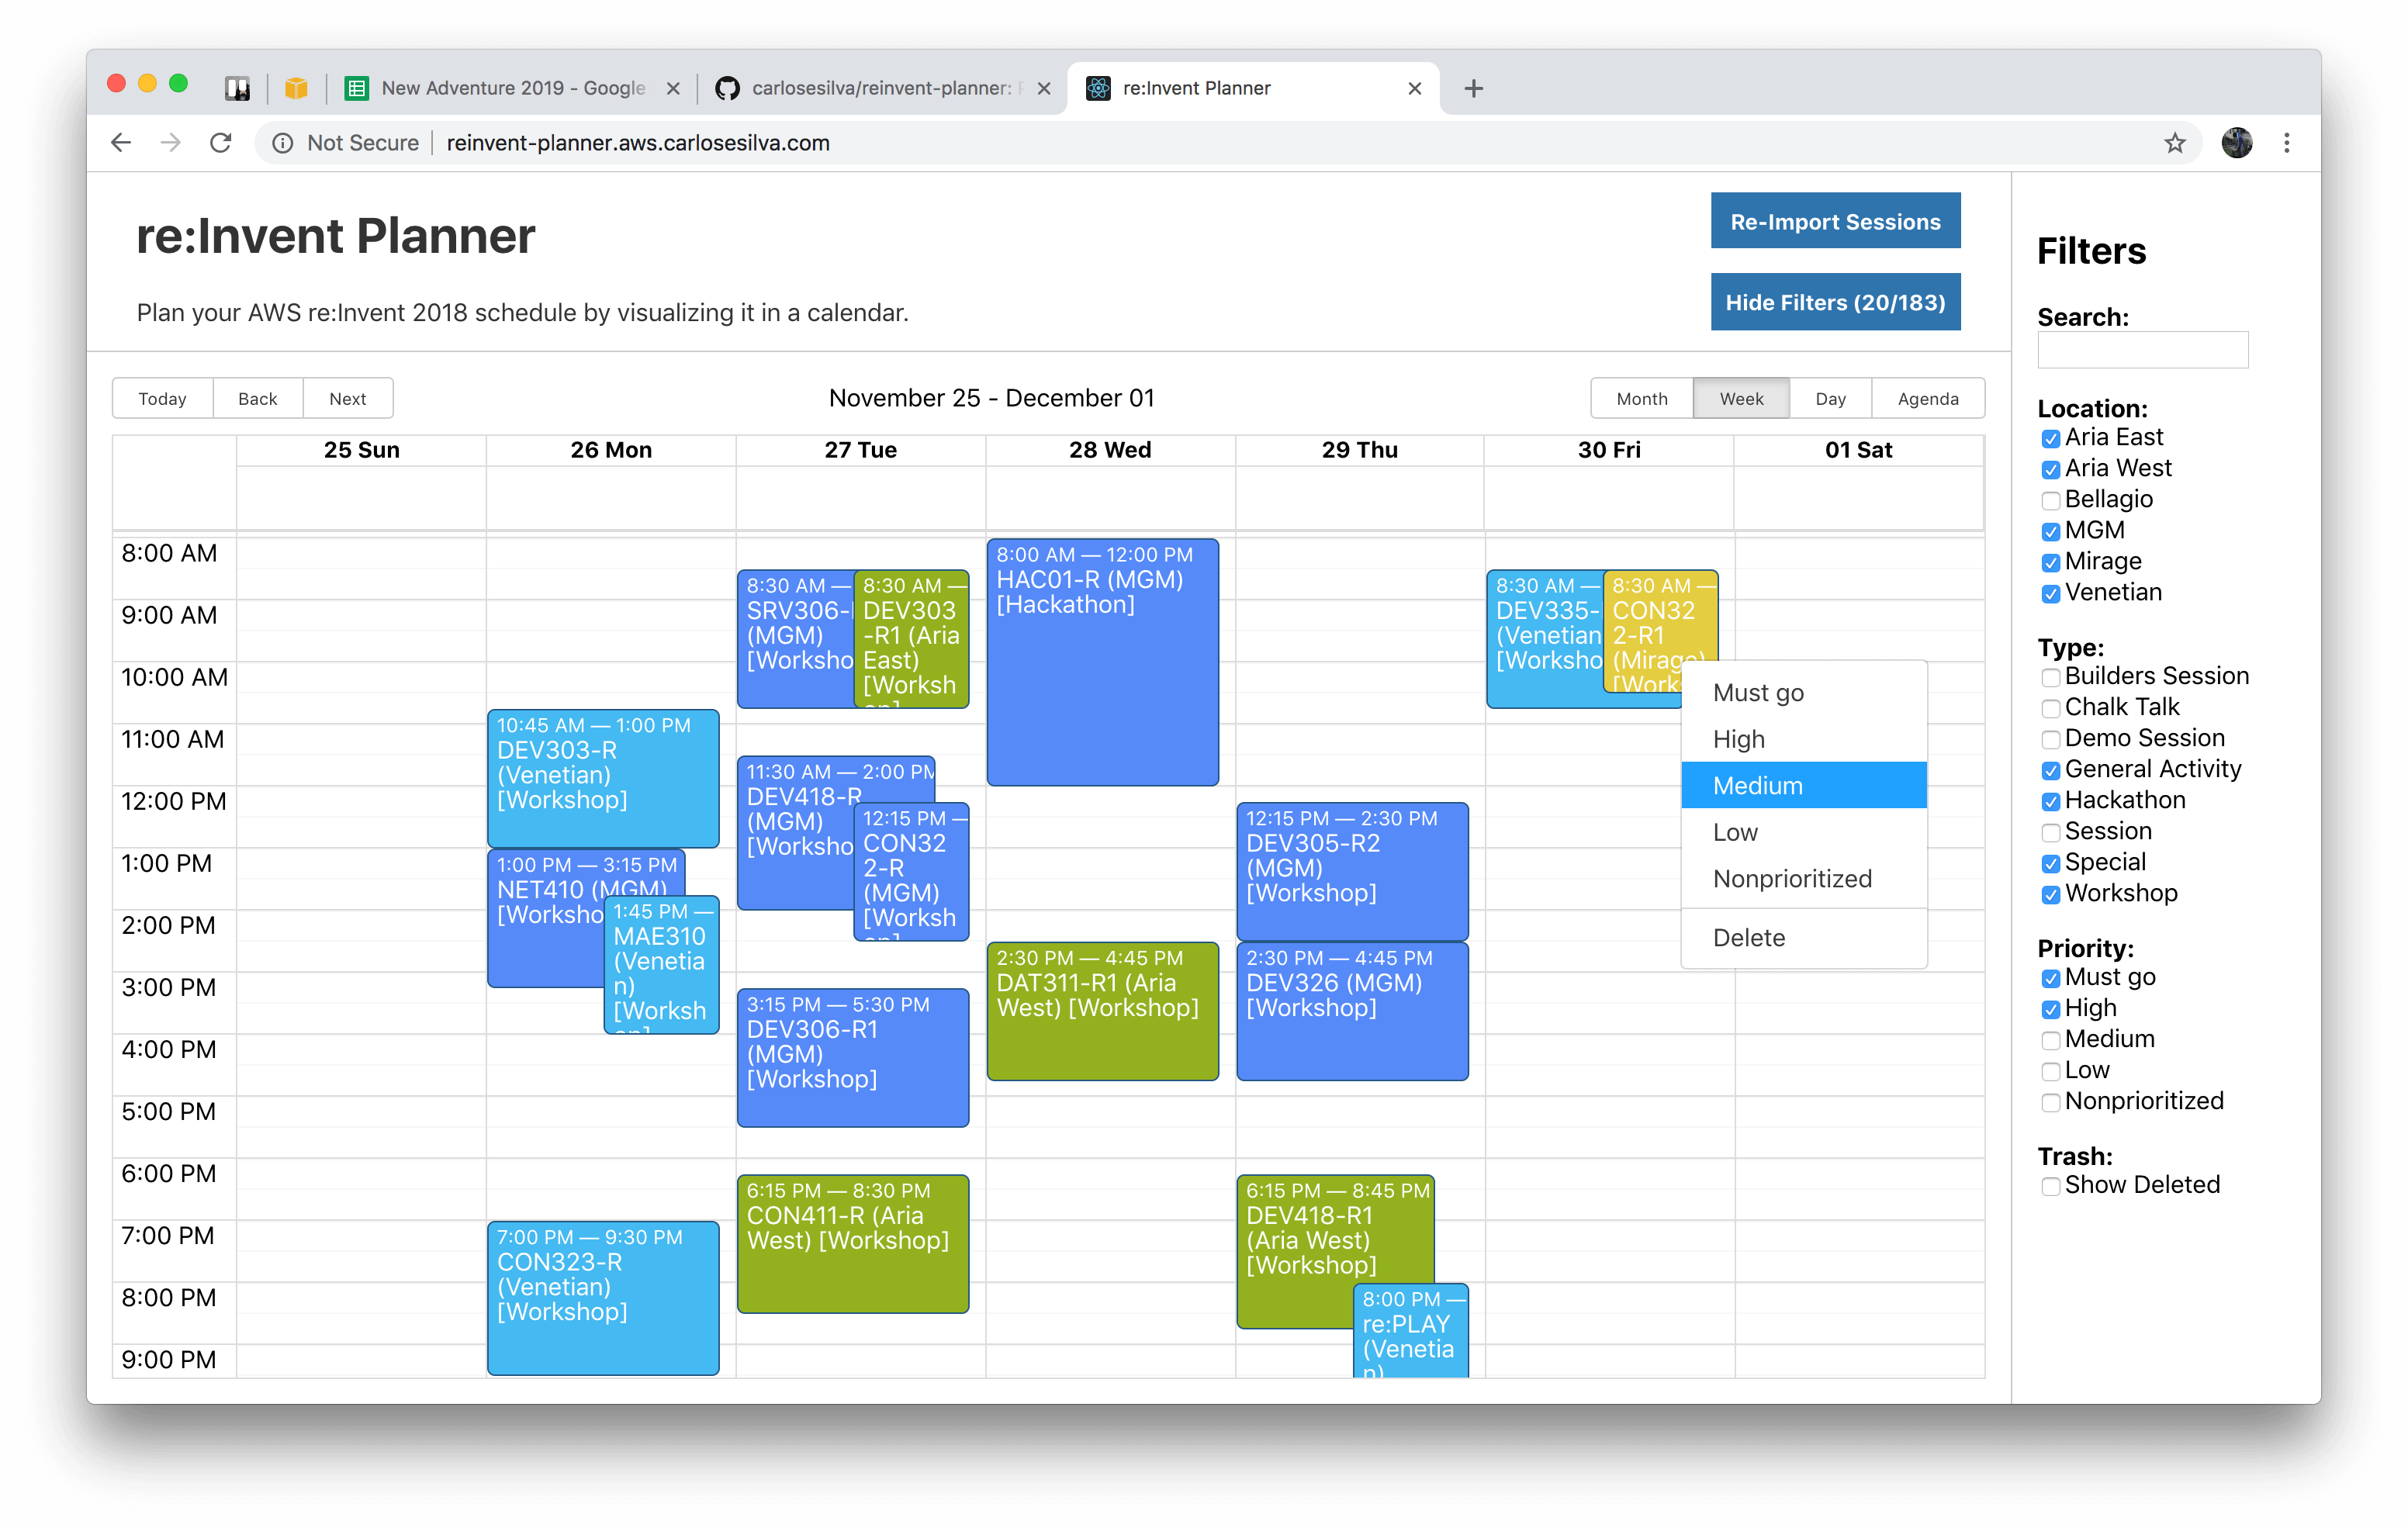 New Adventure 2019 - Google
carlosesilva/reinvent-planner:
re:Invent Planner
Not Secure
reinvent-planner.aws.carlosesilva.com
re:Invent Planner
Plan your AWS re:Invent 2018 schedule by visualizing it in a calendar.
Re-Import Sessions
Hide Filters (20/183)
Today
Back
Next
November 25 - December 01
Month
Week
Day
Agenda
25 Sun
26 Mon
27 Tue
28 Wed
29 Thu
30 Fri
01 Sat
8:00 AM
9:00 AM
10:00 AM
11:00 AM
12:00 PM
1:00 PM
2:00 PM
3:00 PM
4:00 PM
5:00 PM
6:00 PM
7:00 PM
8:00 PM
9:00 PM
10:45 AM — 1:00 PM
DEV303-R
(Venetian)
[Workshop]
1:00 PM — 3:15 PM
NET410 (MGM)
[Worksho
1:45 PM —
MAE310
(Venetia
n)
[Worksh
op]
7:00 PM — 9:30 PM
CON323-R
(Venetian)
[Workshop]
8:30 AM —
SRV306-
(MGM)
[Worksho
8:30 AM —
DEV303
-R1 (Aria
East)
[Worksh
op]
11:30 AM — 2:00 PM
DEV418-R
(MGM)
[Worksho
12:15 PM —
CON32
2-R
(MGM)
[Worksh
op]
3:15 PM — 5:30 PM
DEV306-R1
(MGM)
[Workshop]
6:15 PM — 8:30 PM
CON411-R (Aria
West) [Workshop]
8:00 AM — 12:00 PM
HAC01-R (MGM)
[Hackathon]
2:30 PM — 4:45 PM
DAT311-R1 (Aria
West) [Workshop]
12:15 PM — 2:30 PM
DEV305-R2
(MGM)
[Workshop]
2:30 PM — 4:45 PM
DEV326 (MGM)
[Workshop]
6:15 PM — 8:45 PM
DEV418-R1
(Aria West)
[Workshop]
8:00 PM —
re:PLAY
(Venetia
n)
8:30 AM —
DEV335-
(Venetian
[Worksho
8:30 AM —
CON32
2-R1
(Mirage)
[Work
Must go
High
Medium
Low
Nonprioritized
Delete
Filters
Search:
Location:
Aria East
Aria West
Bellagio
MGM
Mirage
Venetian
Type:
Builders Session
Chalk Talk
Demo Session
General Activity
Hackathon
Session
Special
Workshop
Priority:
Must go
High
Medium
Low
Nonprioritized
Trash:
Show Deleted